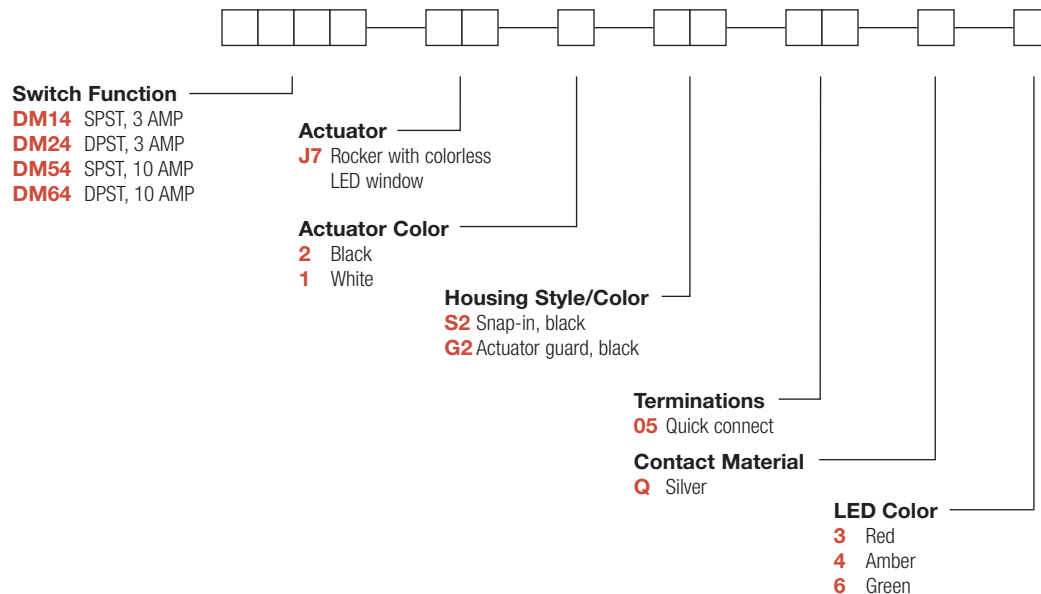 Switch Function
DM14 SPST, 3 AMP
DM24 DPST, 3 AMP
DM54 SPST, 10 AMP
DM64 DPST, 10 AMP
Actuator
J7 Rocker with colorless
LED window
Actuator Color
2 Black
1 White
Housing Style/Color
S2 Snap-in, black
G2 Actuator guard, black
Terminations
05 Quick connect
Contact Material
Q Silver
LED Color
3 Red
4 Amber
6 Green